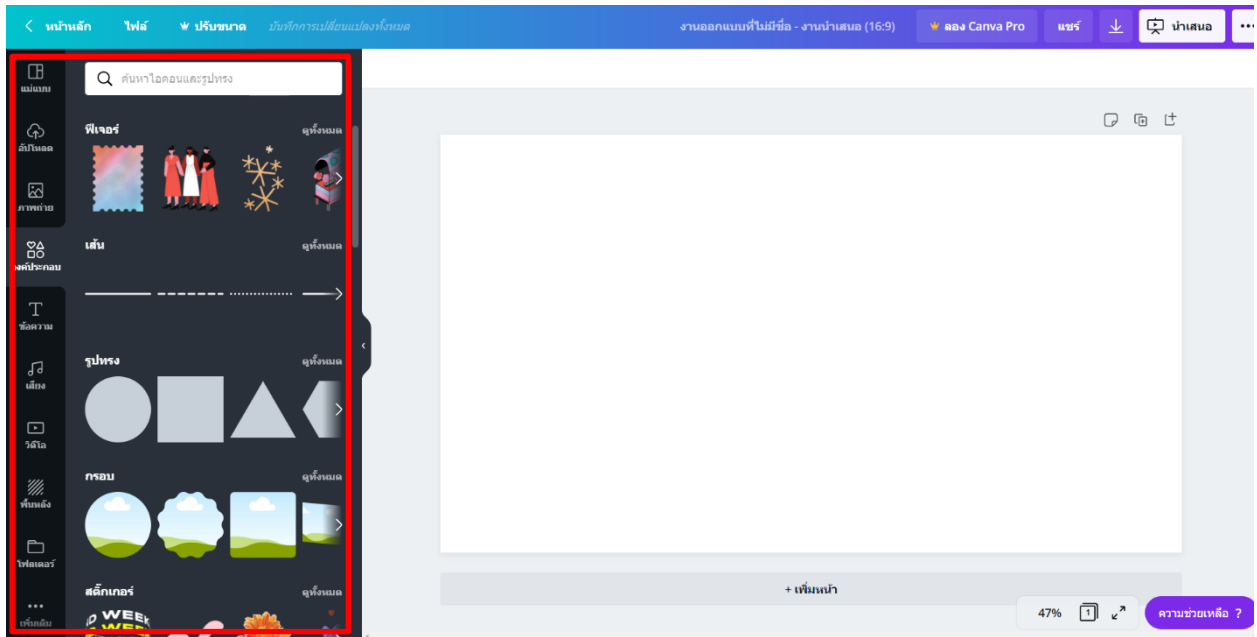 หน้าหลัก ไฟล์ ปรับขนาด บันทึกการเปลี่ยนแปลงทั้งหมด งานออกแบบที่ไม่มีชื่อ - งานนำเสนอ (16:9) ลอง Canva Pro แชร์ นำเสนอ
แม่แบบ
อัปโหลด
ภาพถ่าย
องค์ประกอบ
ข้อความ
เสียง
วิดีโอ
พื้นหลัง
โฟลเดอร์
เพิ่มเติม
ค้นหาไอคอนและรูปทรง
ฟีเจอร์ ดูทั้งหมด
เส้น ดูทั้งหมด
รูปทรง ดูทั้งหมด
กรอบ ดูทั้งหมด
สติ๊กเกอร์ ดูทั้งหมด
WEEK
+ เพิ่มหน้า
47% 1 ความช่วยเหลือ ?